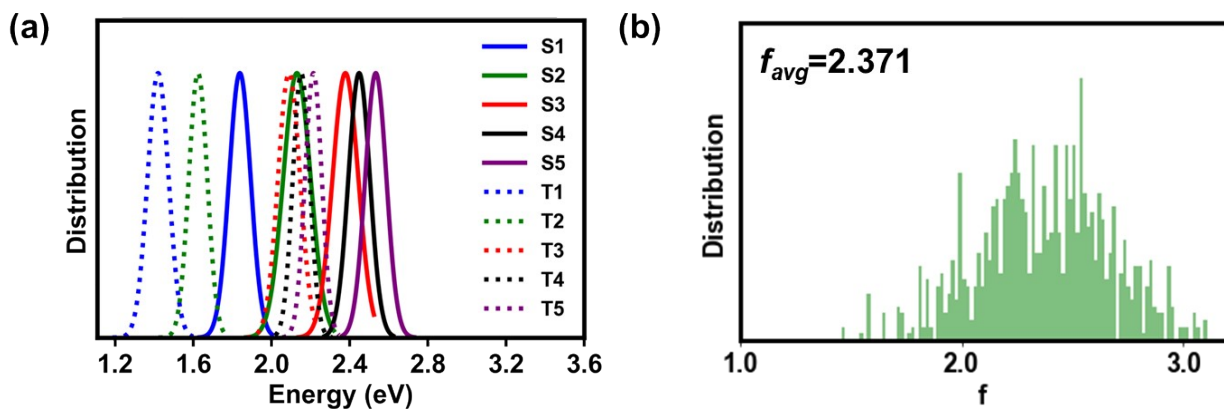 (a)
Distribution
S1
S2
S3
S4
S5
T1
T2
T3
T4
T5
1.2 1.6 2.0 2.4 2.8 3.2 3.6
Energy (eV)
(b)
f_avg=2.371
Distribution
1.0 2.0 3.0
f